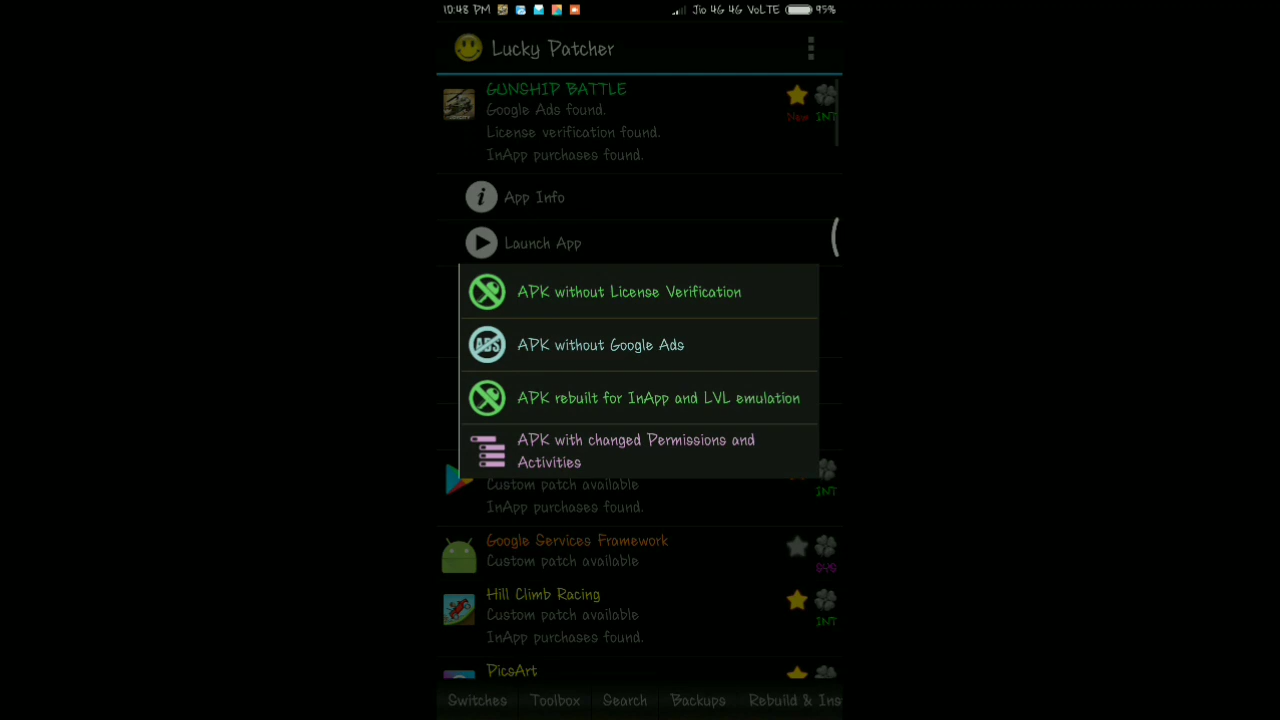 10:48 PM Jio 4G 4G VoLTE 95%
Lucky Patcher
GUNSHIP BATTLE
Google Ads found.
New INT
License verification found.
InApp purchases found.
App Info
Launch App
APK without License Verification
ADS APK without Google Ads
APK rebuilt for InApp and LVL emulation
APK with changed Permissions and
Activities
Custom patch available
INT
InApp purchases found.
Google Services Framework
Custom patch available
SYS
Hill Climb Racing
Custom patch available
INT
InApp purchases found.
PicsArt
Switches Toolbox Search Backups Rebuild & Ins